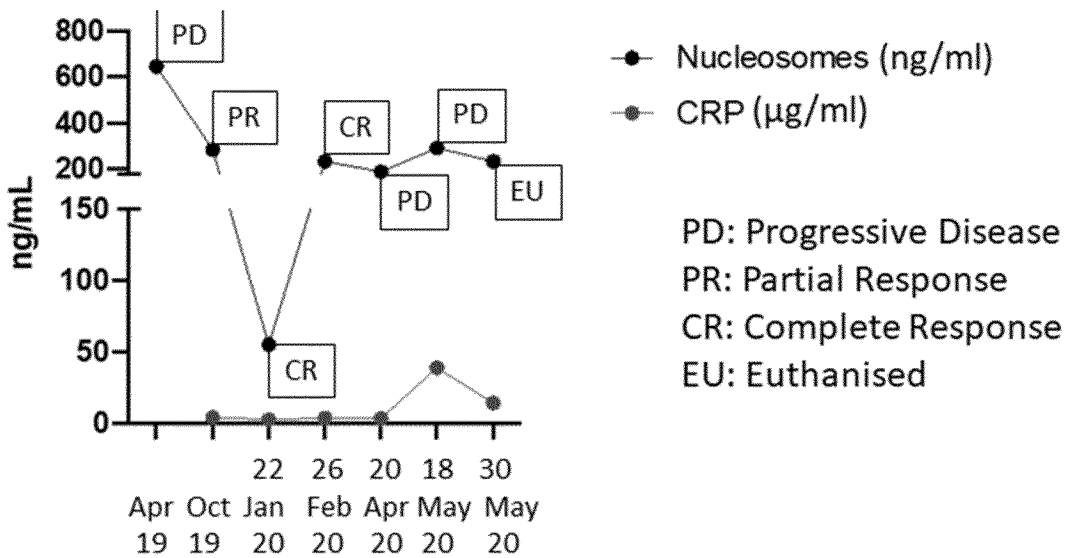 800
600
400
200
150
100
50
0
ng/mL
PD
PR
CR
CR
PD
PD
EU
22 26 20 18 30
Apr Oct Jan Feb Apr May May
19 19 20 20 20 20 20
Nucleosomes (ng/ml)
CRP (µg/ml)
PD: Progressive Disease
PR: Partial Response
CR: Complete Response
EU: Euthanised